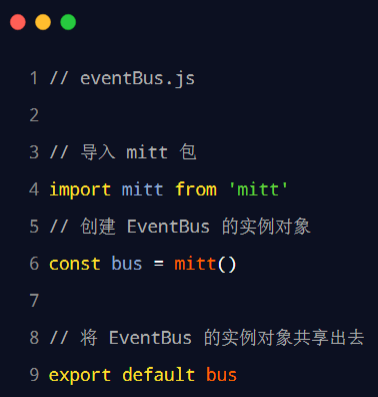 1 // eventBus.js
2
3 // 导入 mitt 包
4 import mitt from 'mitt'
5 // 创建 EventBus 的实例对象
6 const bus = mitt()
7
8 // 将 EventBus 的实例对象共享出去
9 export default bus